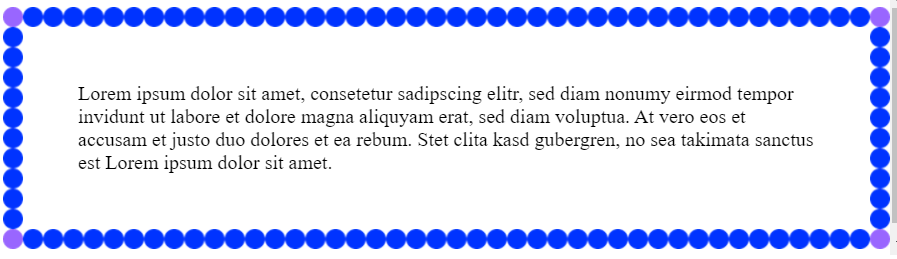 Lorem ipsum dolor sit amet, consetetur sadipscing elitr, sed diam nonumy eirmod tempor
invidunt ut labore et dolore magna aliquyam erat, sed diam voluptua. At vero eos et
accusam et justo duo dolores et ea rebum. Stet clita kasd gubergren, no sea takimata sanctus
est Lorem ipsum dolor sit amet.